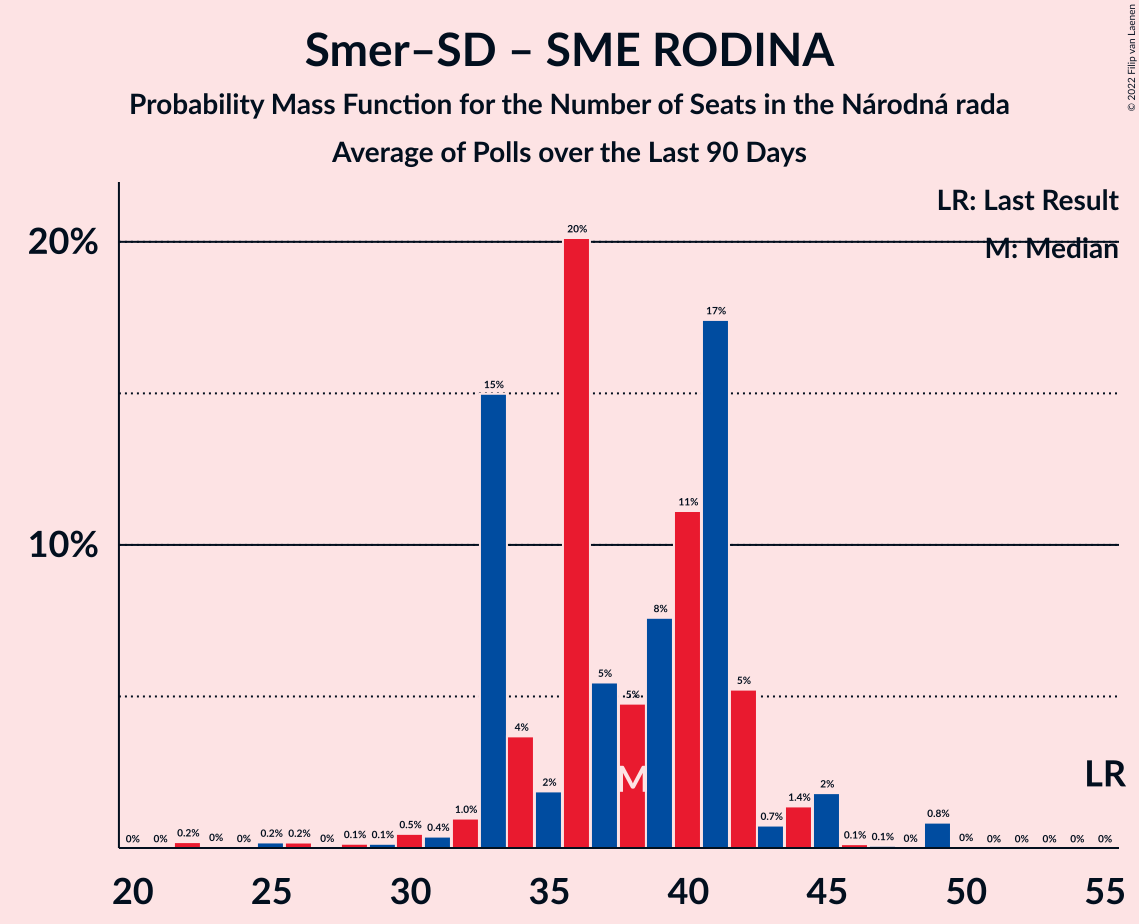 Smer–SD – SME RODINA
Probability Mass Function for the Number of Seats in the Národná rada
Average of Polls over the Last 90 Days
© 2022 Filip van Laenen
LR: Last Result
M: Median
20%
10%
0% 0% 0.2% 0% 0% 0.2% 0.2% 0% 0.1% 0.1% 0.5% 0.4% 1.0% 15% 4% 2% 20% 5% 5% 8% 11% 17% 5% 0.7% 1.4% 2% 0.1% 0.1% 0% 0.8% 0% 0% 0% 0% 0% 0%
M
LR
20 25 30 35 40 45 50 55